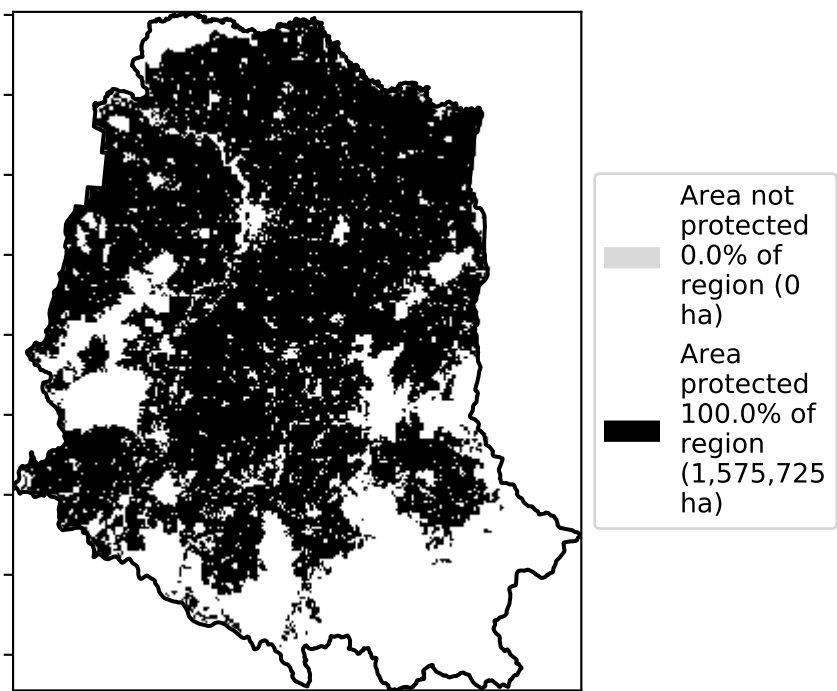 Area not
protected
0.0% of
region (0
ha)
Area
protected
100.0% of
region
(1,575,725
ha)